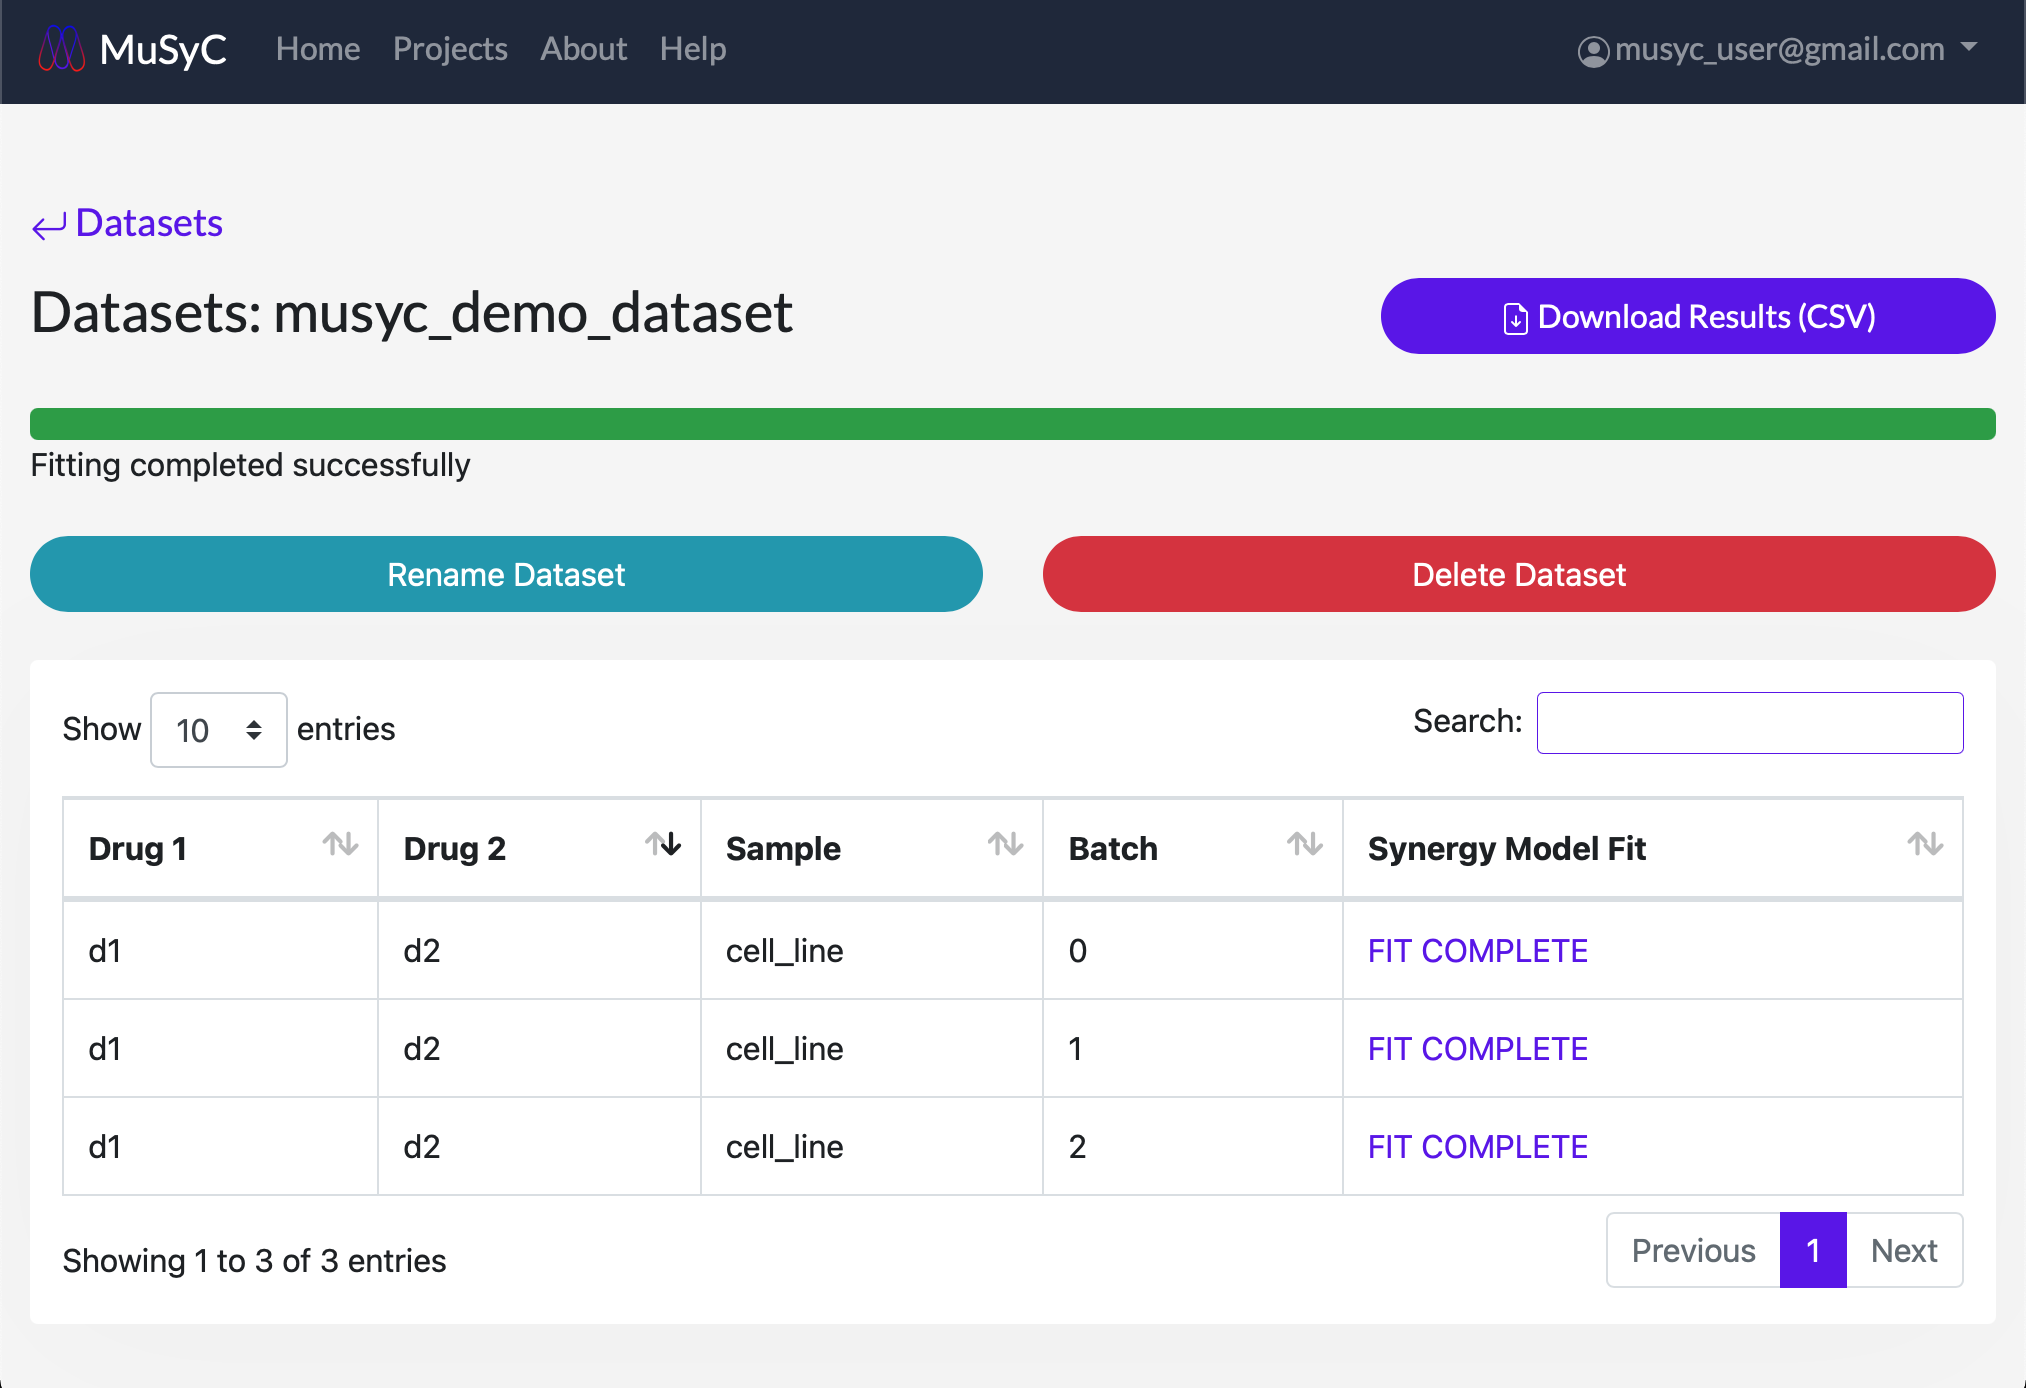 MuSyC Home Projects About Help musyc_user@gmail.com
Datasets
Datasets: musyc_demo_dataset
Download Results (CSV)
Fitting completed successfully
Rename Dataset
Delete Dataset
Show 10 entries
Search:
Drug 1 Drug 2 Sample Batch Synergy Model Fit
d1 d2 cell_line 0 FIT COMPLETE
d1 d2 cell_line 1 FIT COMPLETE
d1 d2 cell_line 2 FIT COMPLETE
Showing 1 to 3 of 3 entries
Previous 1 Next